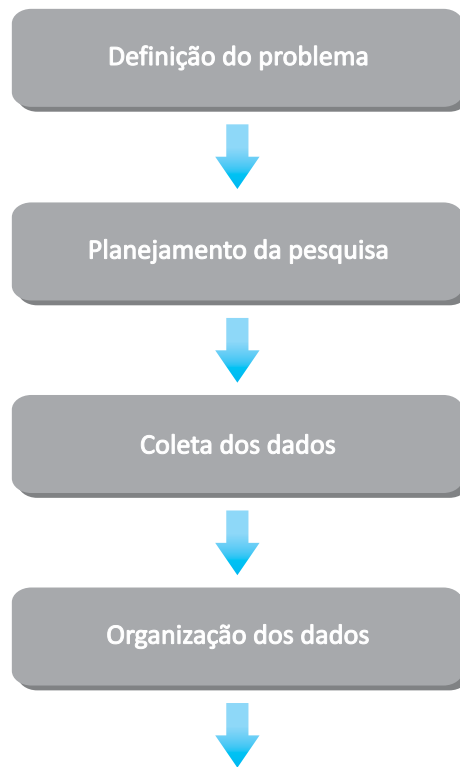 Definição do problema
Planejamento da pesquisa
Coleta dos dados
Organização dos dados